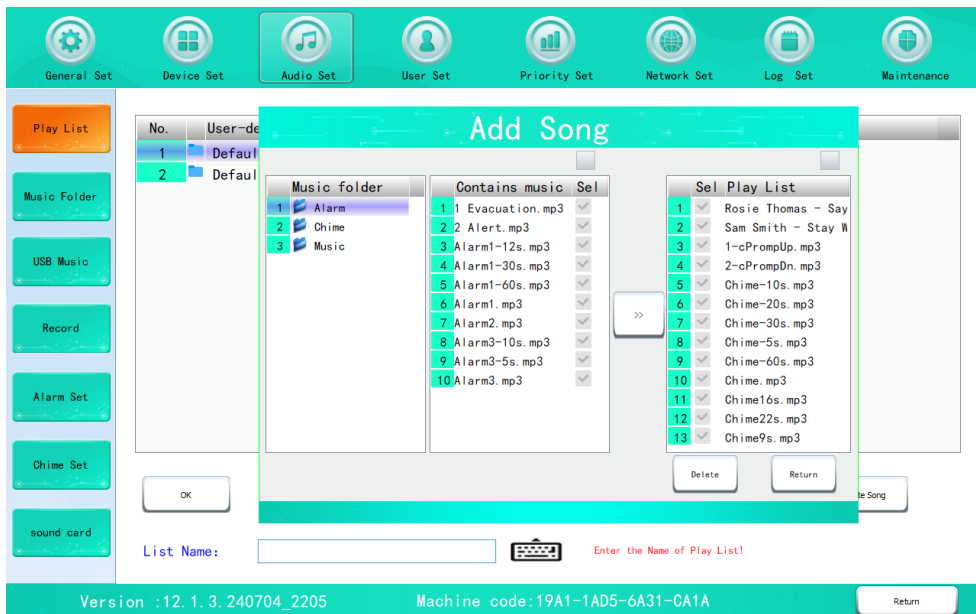 General Set
Device Set
Audio Set
User Set
Priority Set
Network Set
Log Set
Maintenance
Play List
Music Folder
USB Music
Record
Alarm Set
Chime Set
sound card
No. User-de
1 Defaul
2 Defaul
Add Song
Music folder
1 Alarm
2 Chime
3 Music
Contains music Sel
1 1 Evacuation.mp3
2 2 Alert.mp3
3 Alarm1-12s.mp3
4 Alarm1-30s.mp3
5 Alarm1-60s.mp3
6 Alarm1.mp3
7 Alarm2.mp3
8 Alarm3-10s.mp3
9 Alarm3-5s.mp3
10 Alarm3.mp3
>>
Sel Play List
1 Rosie Thomas - Say
2 Sam Smith - Stay W
3 1-cPrompUp.mp3
4 2-cPrompDn.mp3
5 Chime-10s.mp3
6 Chime-20s.mp3
7 Chime-30s.mp3
8 Chime-5s.mp3
9 Chime-60s.mp3
10 Chime.mp3
11 Chime16s.mp3
12 Chime22s.mp3
13 Chime9s.mp3
Delete
Return
OK
te Song
List Name:
Enter the Name of Play List!
Version :12.1.3.240704_2205
Machine code:19A1-1AD5-6A31-CA1A
Return